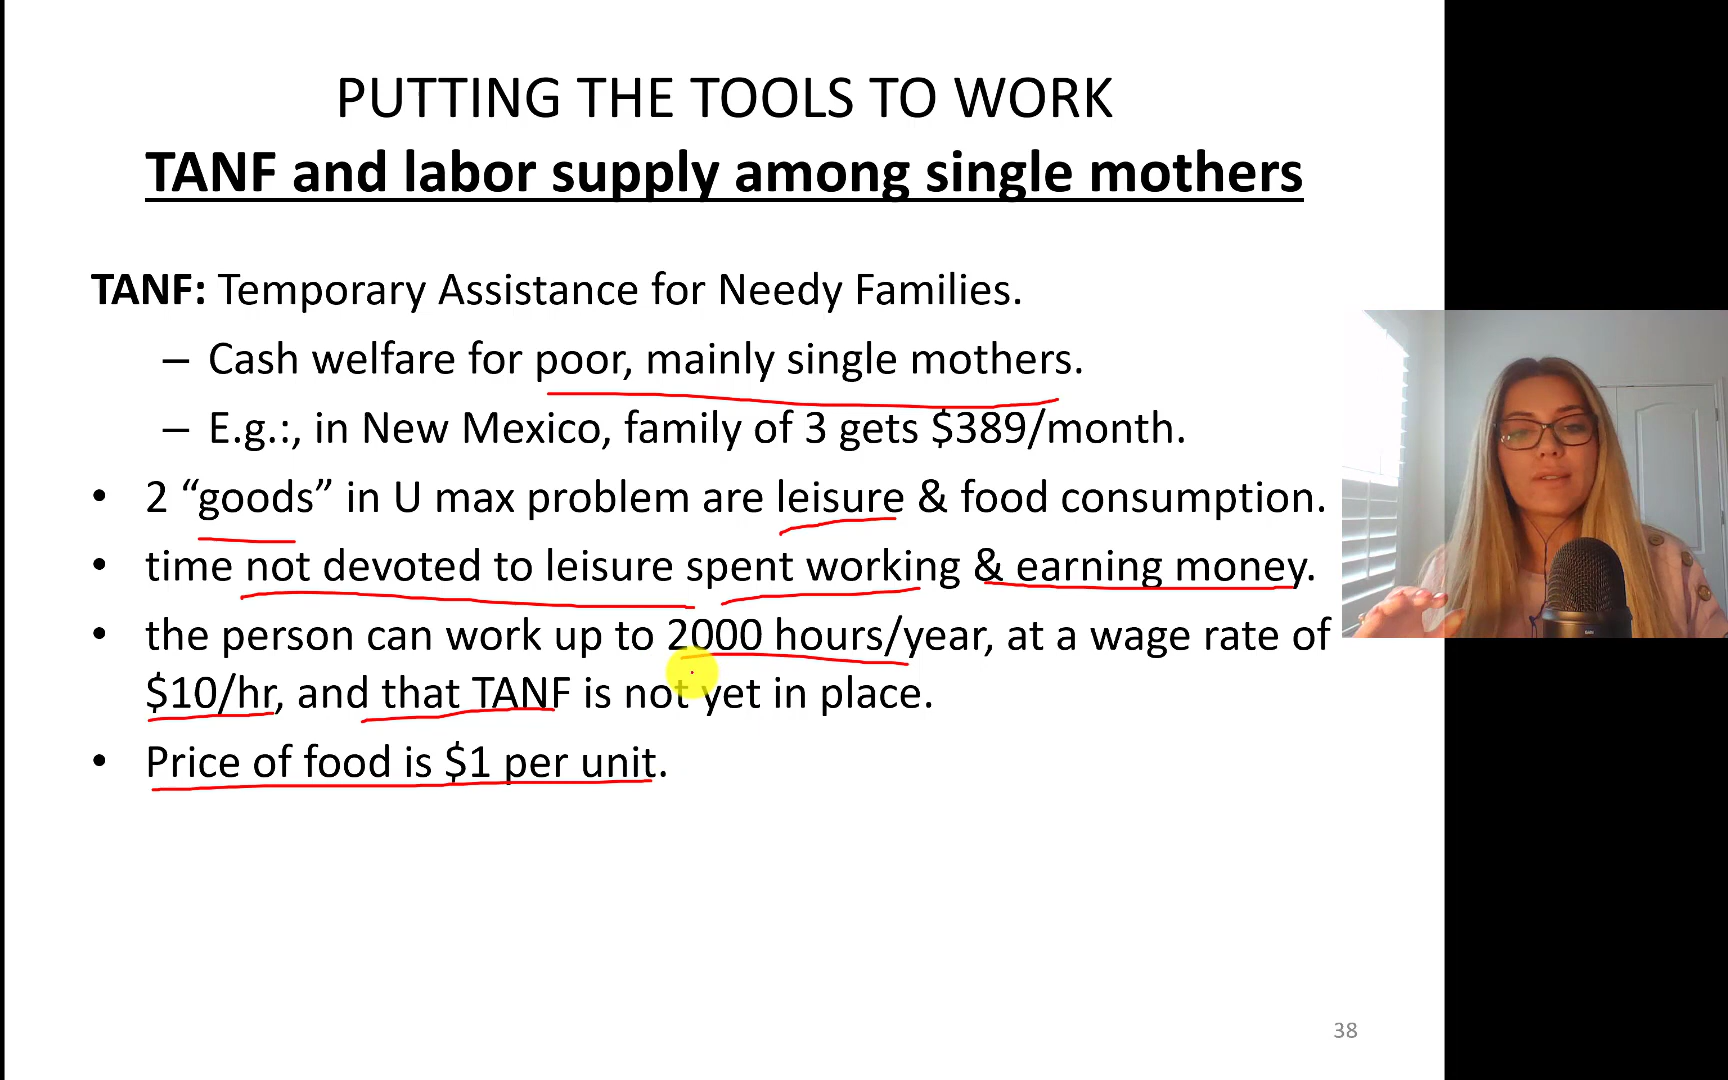 PUTTING THE TOOLS TO WORK
TANF and labor supply among single mothers
TANF: Temporary Assistance for Needy Families.
– Cash welfare for poor, mainly single mothers.
– E.g.:, in New Mexico, family of 3 gets $389/month.
• 2 “goods” in U max problem are leisure & food consumption.
• time not devoted to leisure spent working & earning money.
• the person can work up to 2000 hours/year, at a wage rate of
$10/hr, and that TANF is not yet in place.
• Price of food is $1 per unit.
38